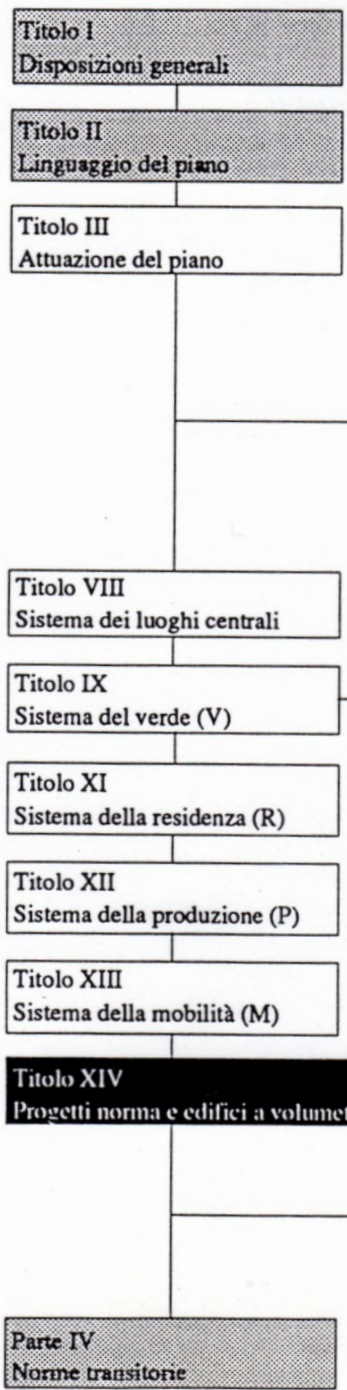 Titolo I
Disposizioni generali
Titolo II
Linguaggio del piano
Titolo III
Attuazione del piano
Titolo VIII
Sistema dei luoghi centrali
Titolo IX
Sistema del verde (V)
Titolo XI
Sistema della residenza (R)
Titolo XII
Sistema della produzione (P)
Titolo XIII
Sistema della mobilità (M)
Titolo XIV
Progetti norma e edifici a volumet
Parte IV
Norme transitorie